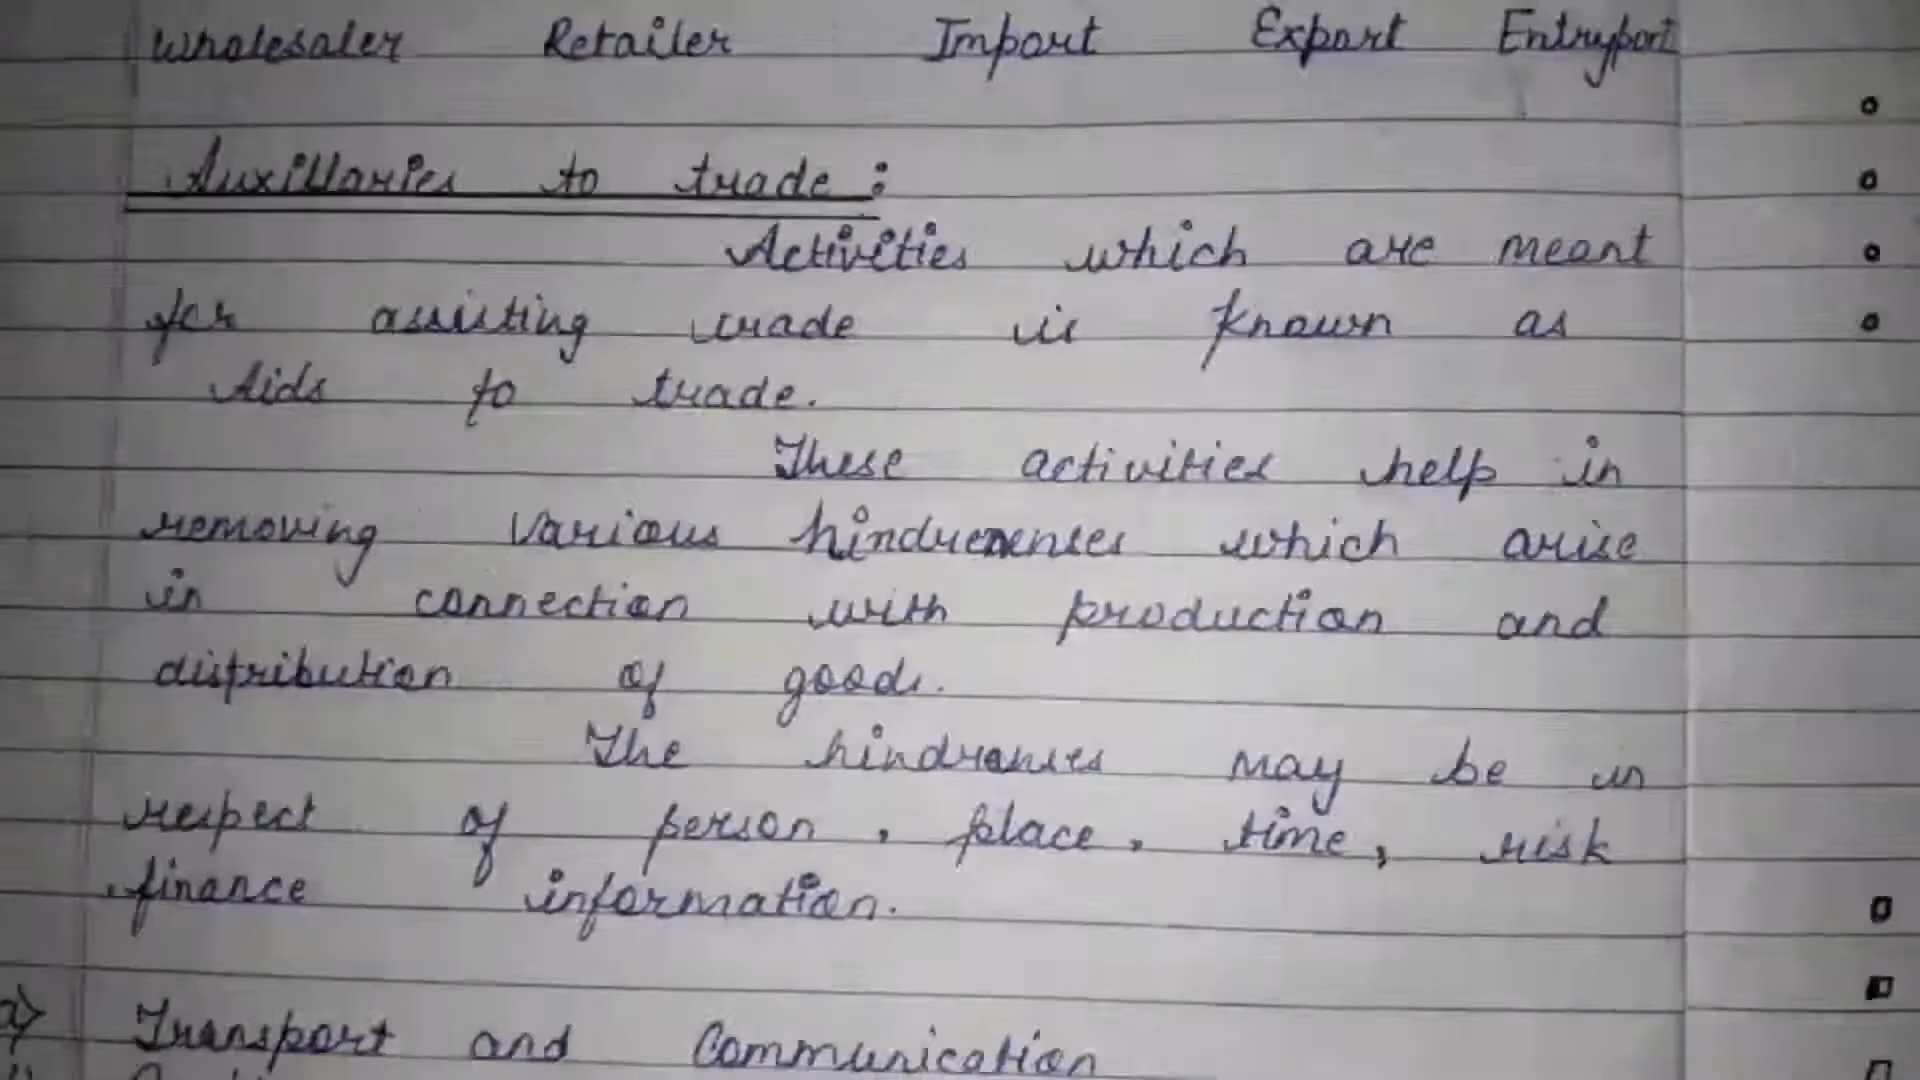 Wholesaler Retailer Import Export Entryport
Auxillaries to trade :
Activities which are meant
for assisting trade is known as
Aids to trade.
These activities help in
removing various hindrenenses which arise
in connection with production and
distribution of goods.
The hindrances may be in
respect of person, place, time, risk
finance information.
a) Transport and Communication